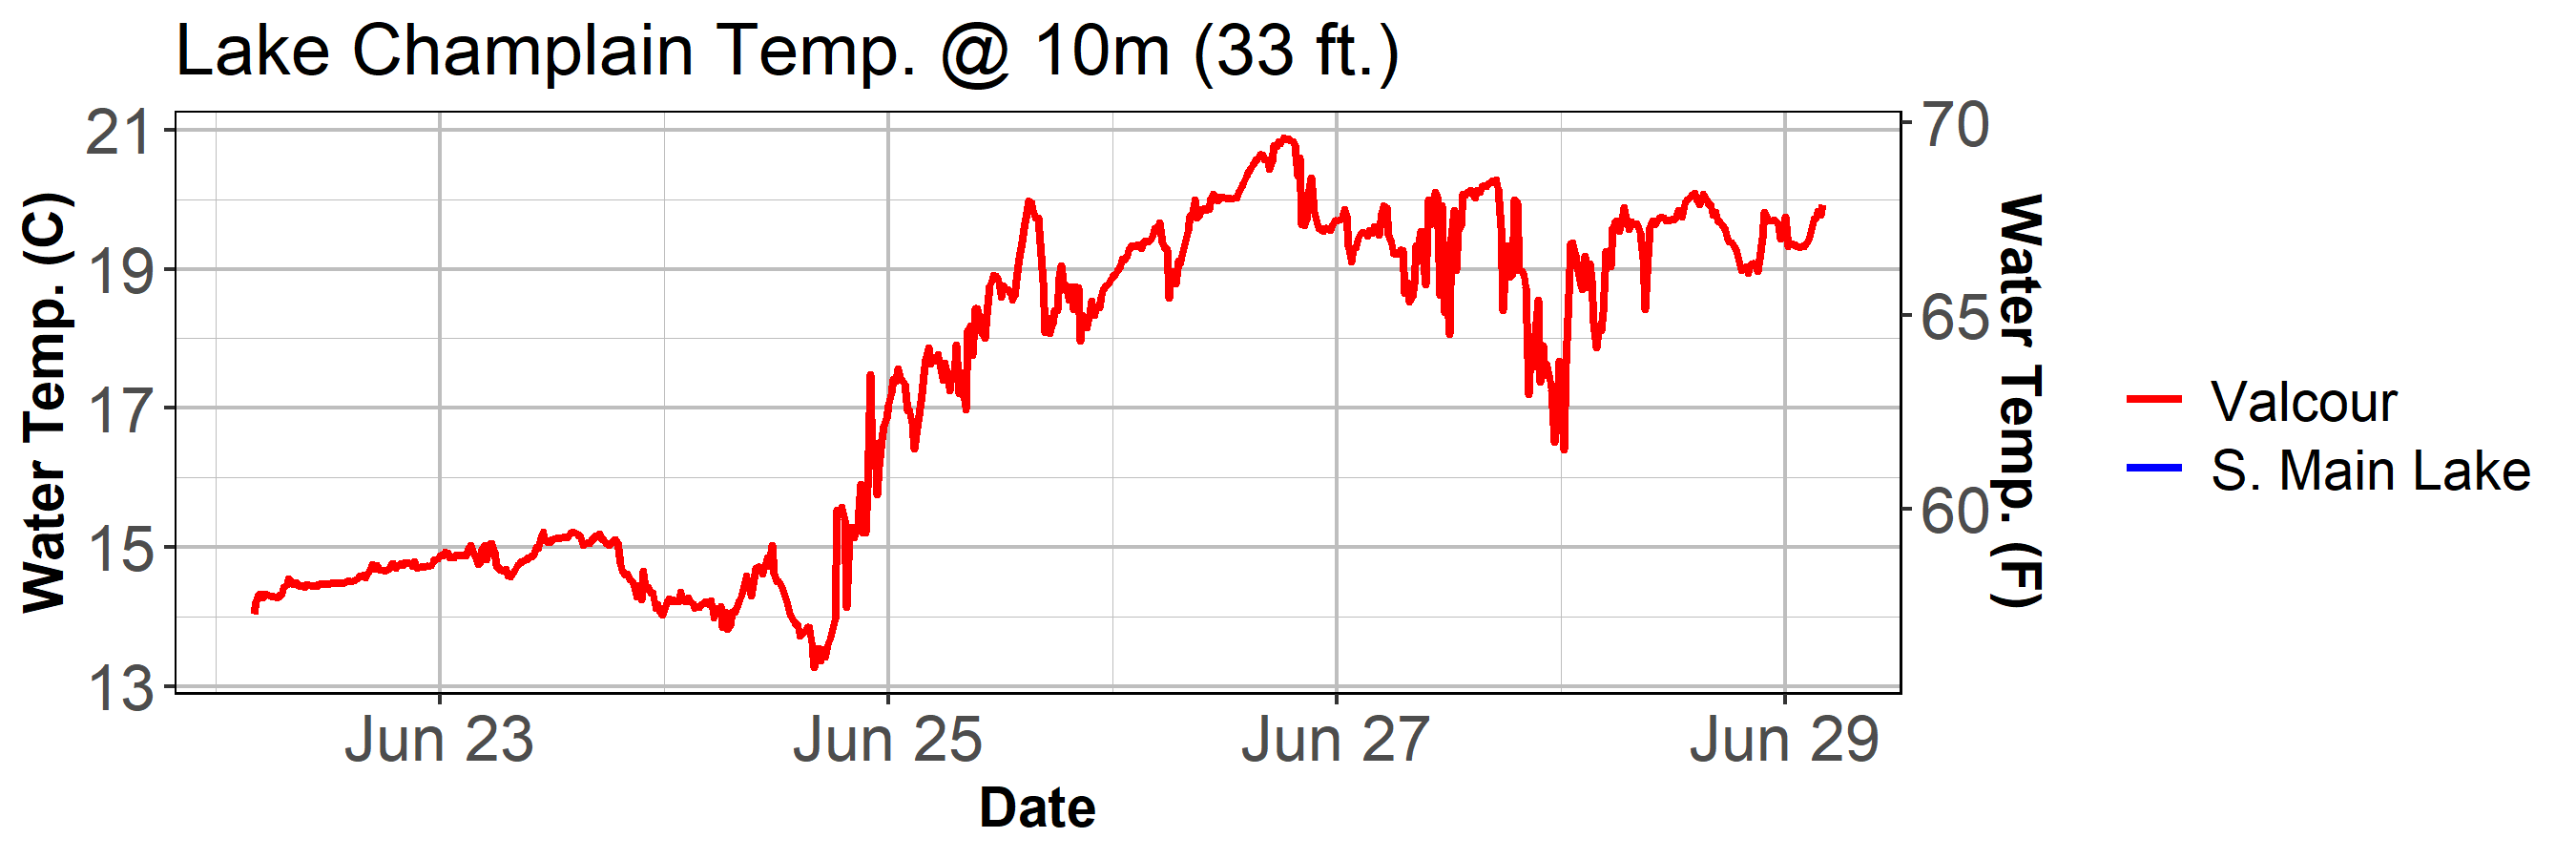 Lake Champlain Temp. @ 10m (33 ft.)
Water Temp. (C)
21
19
17
15
13
70
65
60
Water Temp. (F)
Jun 23
Jun 25
Jun 27
Jun 29
Date
Valcour
S. Main Lake